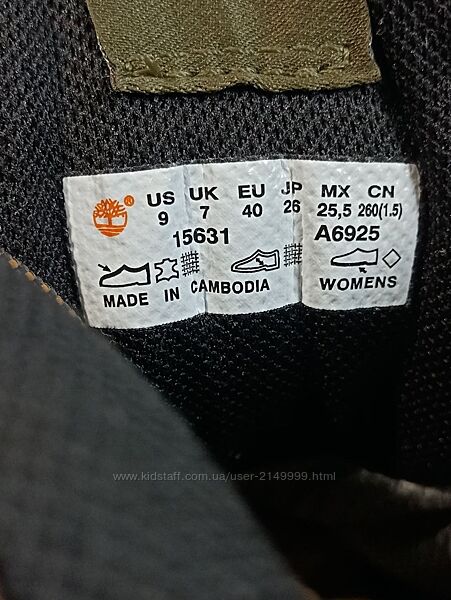 US UK EU JP MX CN
9 7 40 26 25,5 260(1.5)
15631 A6925
MADE IN CAMBODIA WOMENS
www.kidstaff.com.ua/user-2149999.html